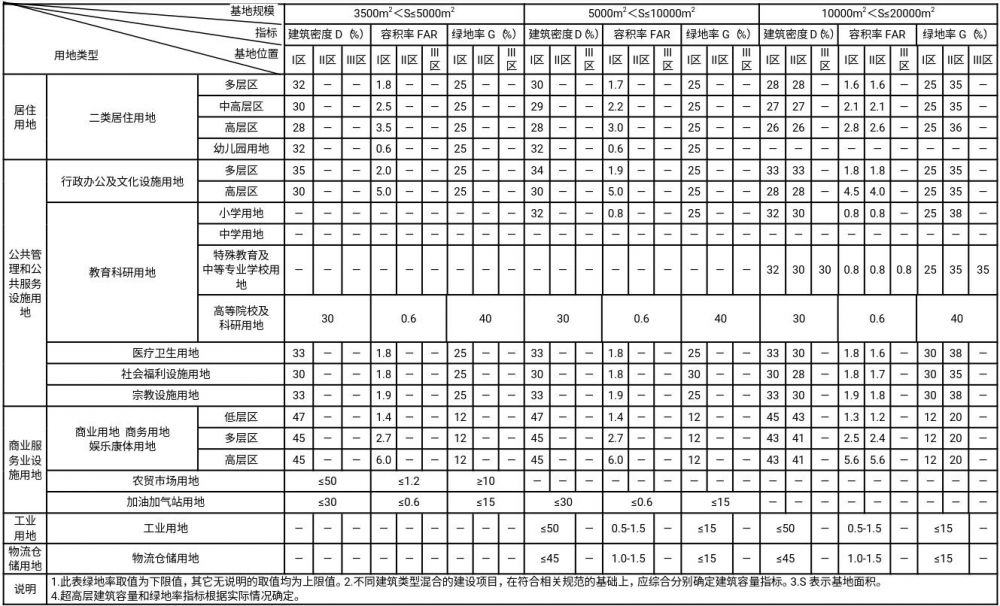 基地规模 3500m²＜S≤5000m² 5000m²＜S≤10000m² 10000m²＜S≤20000m²
指标 建筑密度 D（%） 容积率 FAR 绿地率 G（%） 建筑密度 D（%） 容积率 FAR 绿地率 G（%） 建筑密度 D（%） 容积率 FAR 绿地率 G（%）
用地类型 基地位置 I区 II区 III区 I区 II区 III区 I区 II区 III区 I区 II区 III区 I区 II区 III区 I区 II区 III区 I区 II区 III区 I区 II区 III区 I区 II区 III区
居住用地 二类居住用地 多层区 32 － － 1.8 － － 25 － － 30 － － 1.7 － － 25 － － 28 28 － 1.6 1.6 － 25 35 －
中高层区 30 － － 2.5 － － 25 － － 29 － － 2.2 － － 25 － － 27 27 － 2.1 2.1 － 25 35 －
高层区 28 － － 3.5 － － 25 － － 28 － － 3.0 － － 25 － － 26 26 － 2.8 2.6 － 25 36 －
幼儿园用地 32 － － 0.6 － － 25 － － 32 － － 0.6 － － 25 － － － － － － － － － － －
公共管理和公共服务设施用地 行政办公及文化设施用地 多层区 35 － － 2.0 － － 25 － － 34 － － 1.9 － － 25 － － 33 33 － 1.8 1.8 － 25 35 －
高层区 30 － － 5.0 － － 25 － － 30 － － 5.0 － － 25 － － 28 28 － 4.5 4.0 － 25 35 －
教育科研用地 小学用地 － － － － － － － － － 32 － － 0.8 － － 25 － － 32 30 － 0.8 0.8 － 25 38 －
中学用地 － － － － － － － － － － － － － － － － － － － － － － － － － － －
特殊教育及中等专业学校用地 － － － － － － － － － － － － － － － － － － 32 30 30 0.8 0.8 0.8 25 35 35
高等院校及科研用地 30 0.6 40 30 0.6 40 30 0.6 40
医疗卫生用地 33 － － 1.8 － － 25 － － 33 － － 1.8 － － 25 － － 33 30 － 1.8 1.6 － 30 38 －
社会福利设施用地 30 － － 1.8 － － 25 － － 30 － － 1.8 － － 25 － － 30 28 － 1.8 1.7 － 30 35 －
宗教设施用地 33 － － 1.9 － － 25 － － 33 － － 1.9 － － 25 － － 33 30 － 1.9 1.8 － 30 38 －
商业服务业设施用地 商业用地 商务用地 娱乐康体用地 低层区 47 － － 1.4 － － 12 － － 47 － － 1.4 － － 12 － － 45 43 － 1.3 1.2 － 12 20 －
多层区 45 － － 2.7 － － 12 － － 45 － － 2.7 － － 12 － － 43 41 － 2.5 2.4 － 12 20 －
高层区 45 － － 6.0 － － 12 － － 45 － － 6.0 － － 12 － － 43 41 － 5.6 5.6 － 12 20 －
农贸市场用地 ≤50 ≤1.2 ≥10 － － － － － － － － － － － － － － － － － －
加油加气站用地 ≤30 ≤0.6 ≤15 ≤30 ≤0.6 ≤15 － － － － － － － － －
工业用地 工业用地 － － － － － － － － － ≤50 － 0.5-1.5 － ≤15 － ≤50 － 0.5-1.5 － ≤15 －
物流仓储用地 物流仓储用地 － － － － － － － － － ≤45 － 1.0-1.5 － ≤15 － ≤45 － 1.0-1.5 － ≤15 －
说明 1.此表绿地率取值为下限值，其它无说明的取值均为上限值。2.不同建筑类型混合的建设项目，在符合相关规范的基础上，应综合分别确定建筑容量指标。3.S 表示基地面积。
4.超高层建筑容量和绿地率指标根据实际情况确定。